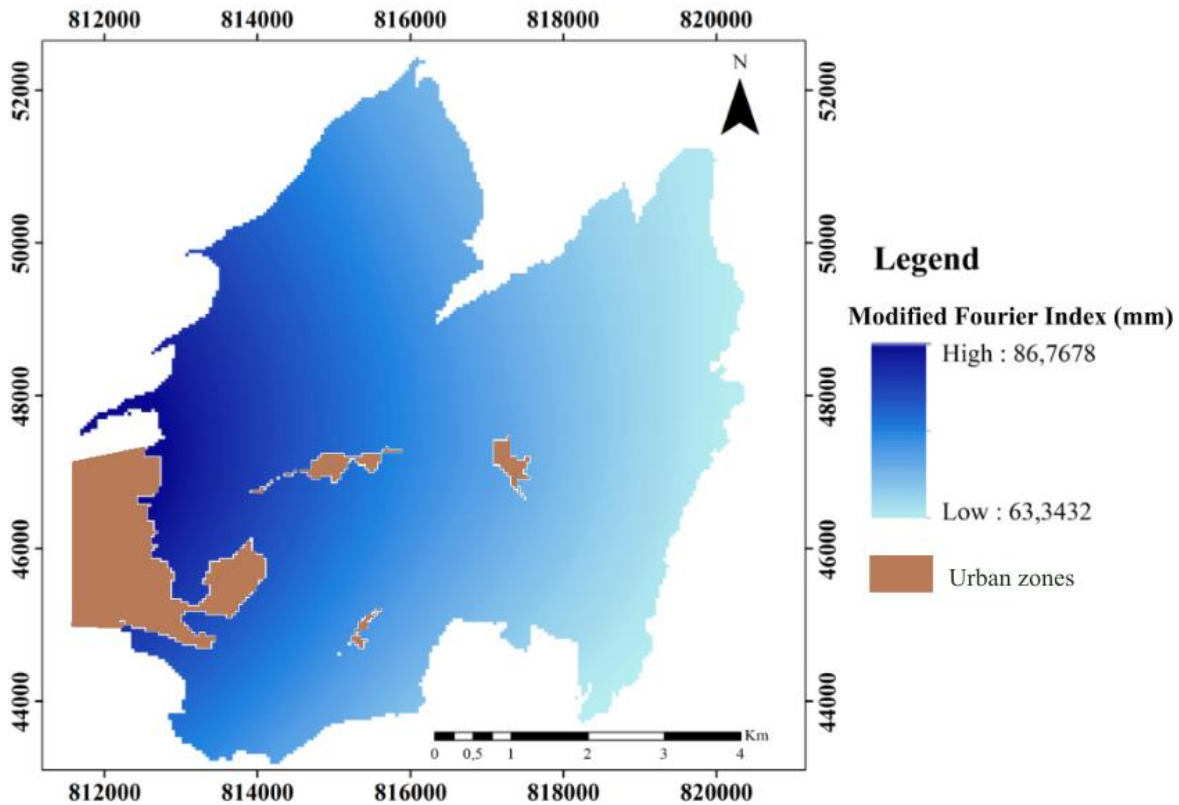 812000 814000 816000 818000 820000
N
52000 52000
50000 50000
48000 48000
46000 46000
44000 44000
Legend
Modified Fourier Index (mm)
High : 86,7678
Low : 63,3432
Urban zones
Km
0 0,5 1 2 3 4
812000 814000 816000 818000 820000